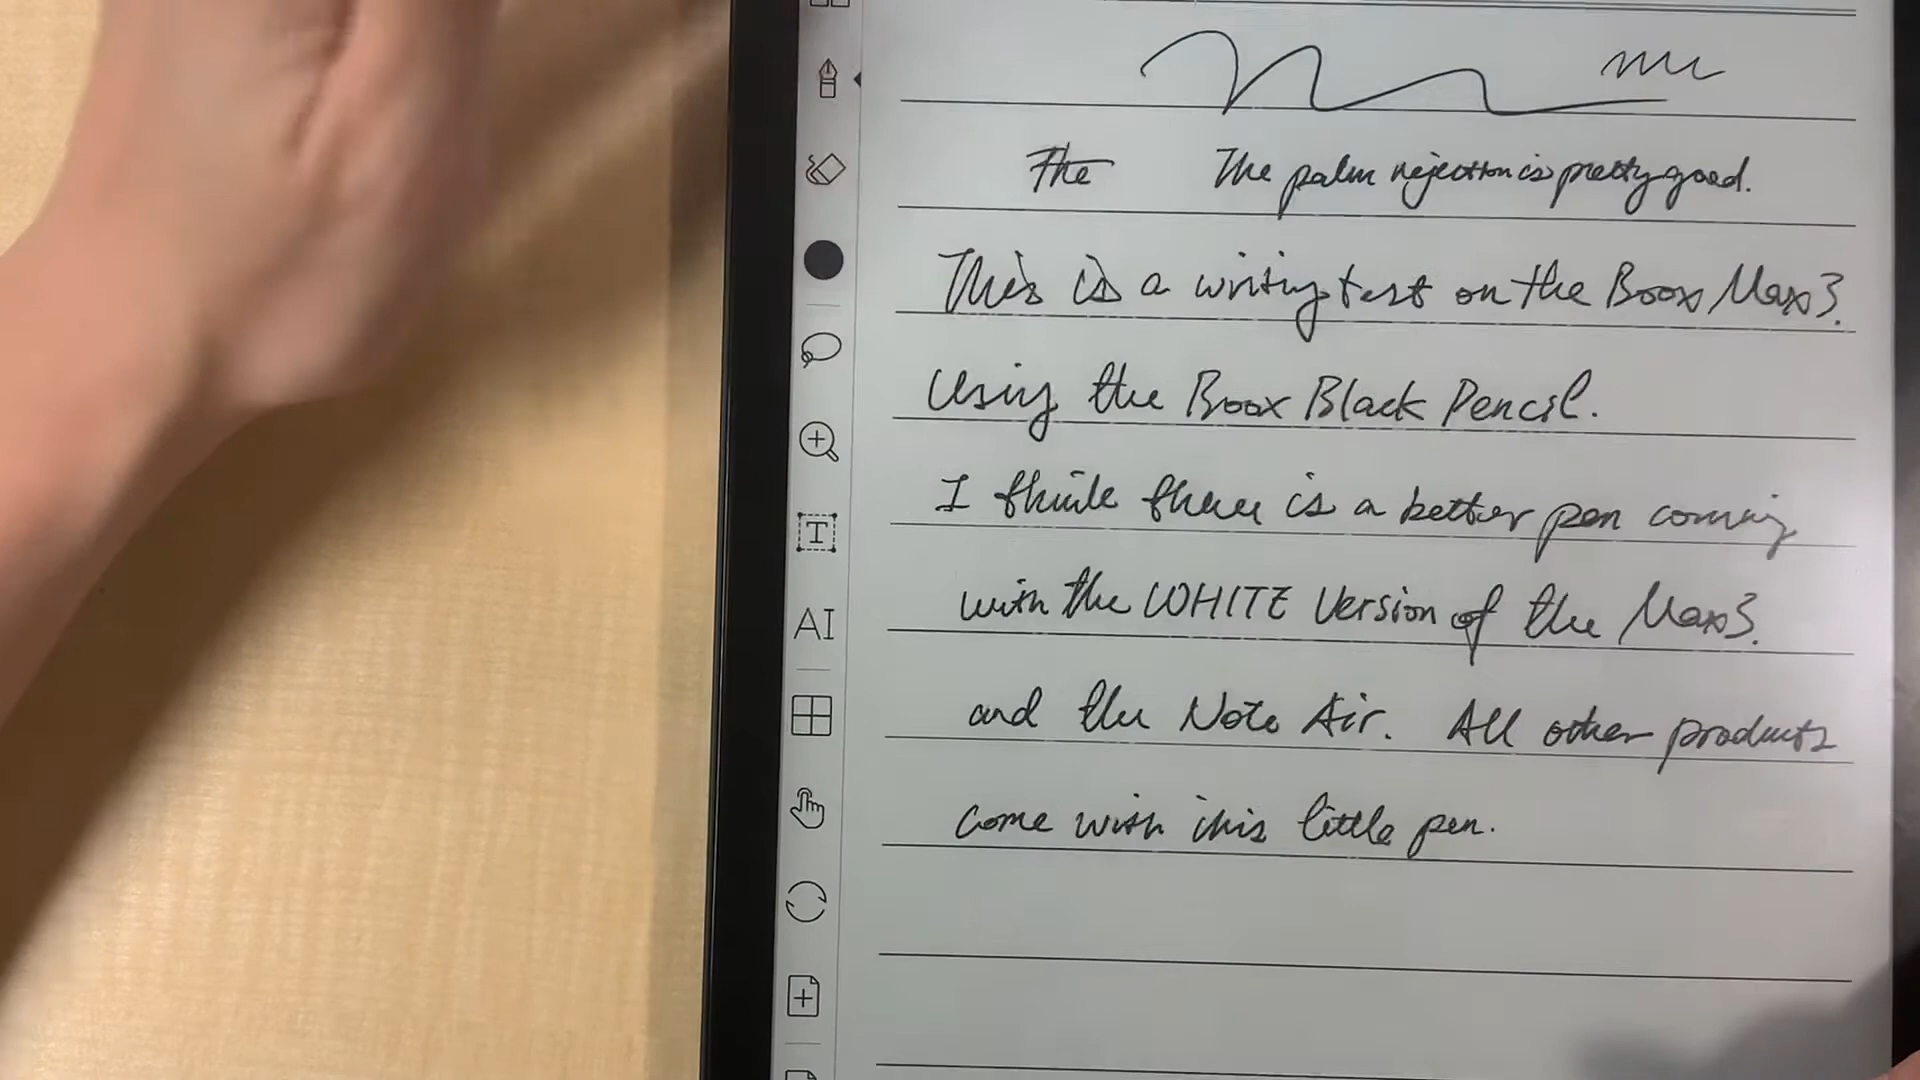 The The palm rejection is pretty good.
This is a writing test on the Boox Max3.
Using the Boox Black Pencil.
I think there is a better pen coming
with the WHITE Version of the Max3.
and the Note Air. All other products
come with this little pen.
T
AI